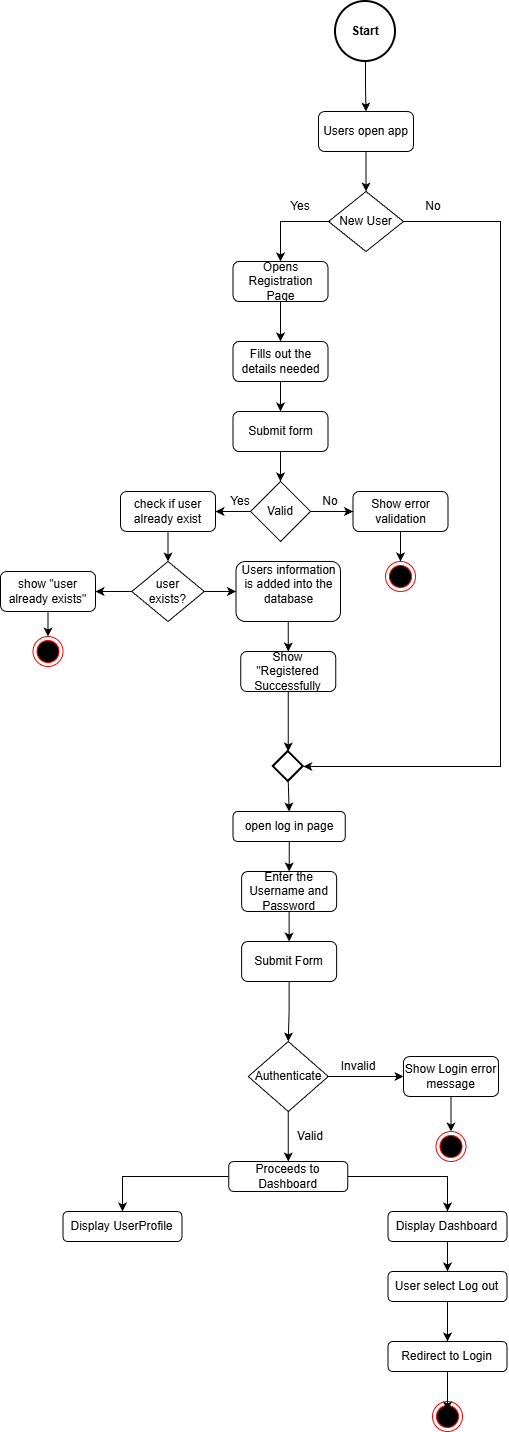 Start
Users open app
Yes
No
New User
Opens
Registration
Page
Fills out the
details needed
Submit form
check if user
already exist
Yes
Valid
No
Show error
validation
show "user
already exists"
user
exists?
Users information
is added into the
database
Show
"Registered
Successfully
open log in page
Enter the
Username and
Password
Submit Form
Authenticate
Invalid
Show Login error
message
Valid
Proceeds to
Dashboard
Display UserProfile
Display Dashboard
User select Log out
Redirect to Login